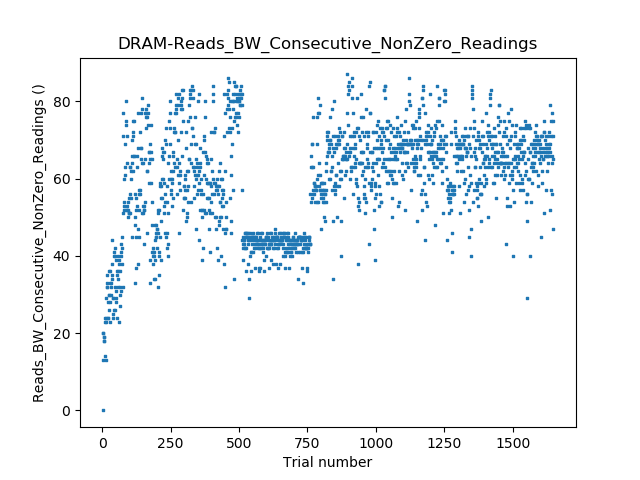 DRAM-Reads_BW_Consecutive_NonZero_Readings
Reads_BW_Consecutive_NonZero_Readings ()
80
60
40
20
0
0 250 500 750 1000 1250 1500
Trial number